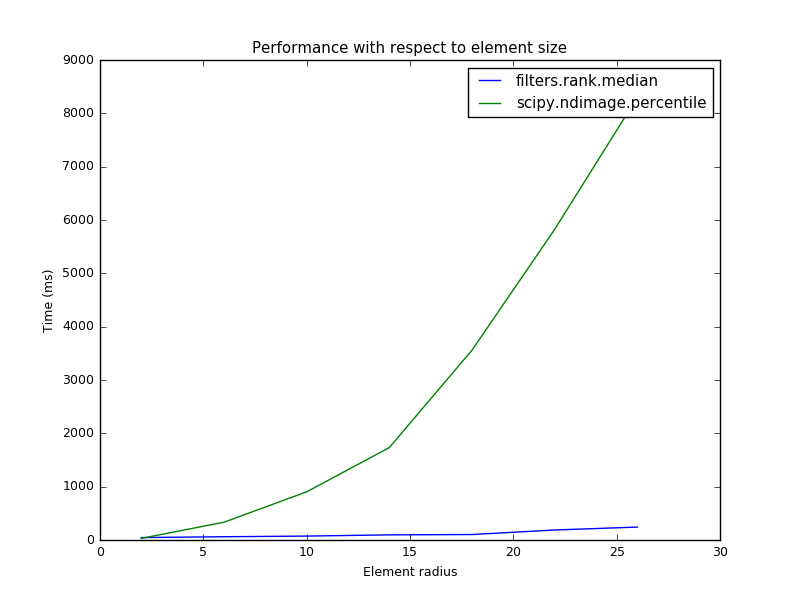 Performance with respect to element size
filters.rank.median
scipy.ndimage.percentile
9000
8000
7000
6000
5000
4000
3000
2000
1000
0
Time (ms)
0 5 10 15 20 25 30
Element radius